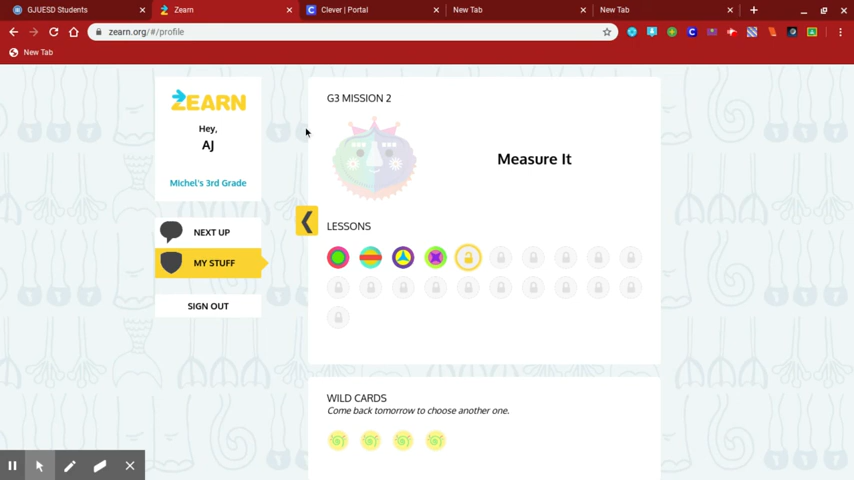 GJUESD Students
Zearn
Clever | Portal
New Tab
New Tab
zearn.org/#/profile
New Tab
ZEARN
Hey,
AJ
Michel's 3rd Grade
NEXT UP
MY STUFF
SIGN OUT
G3 MISSION 2
Measure It
LESSONS
WILD CARDS
Come back tomorrow to choose another one.